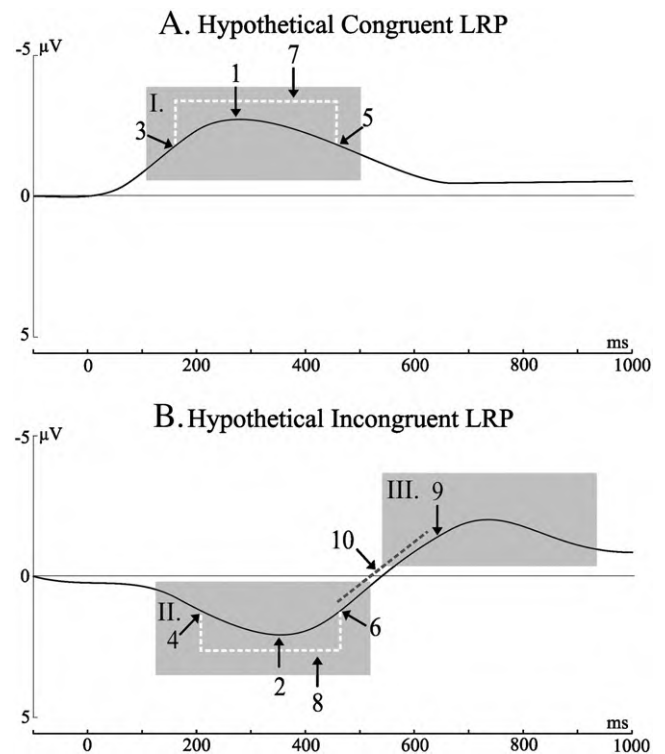 A. Hypothetical Congruent LRP
-5 μV
7
1
I.
3
5
0
5
ms
0 200 400 600 800 1000
B. Hypothetical Incongruent LRP
-5 μV
III. 9
10
0
II.
4
6
2
8
5
ms
0 200 400 600 800 1000